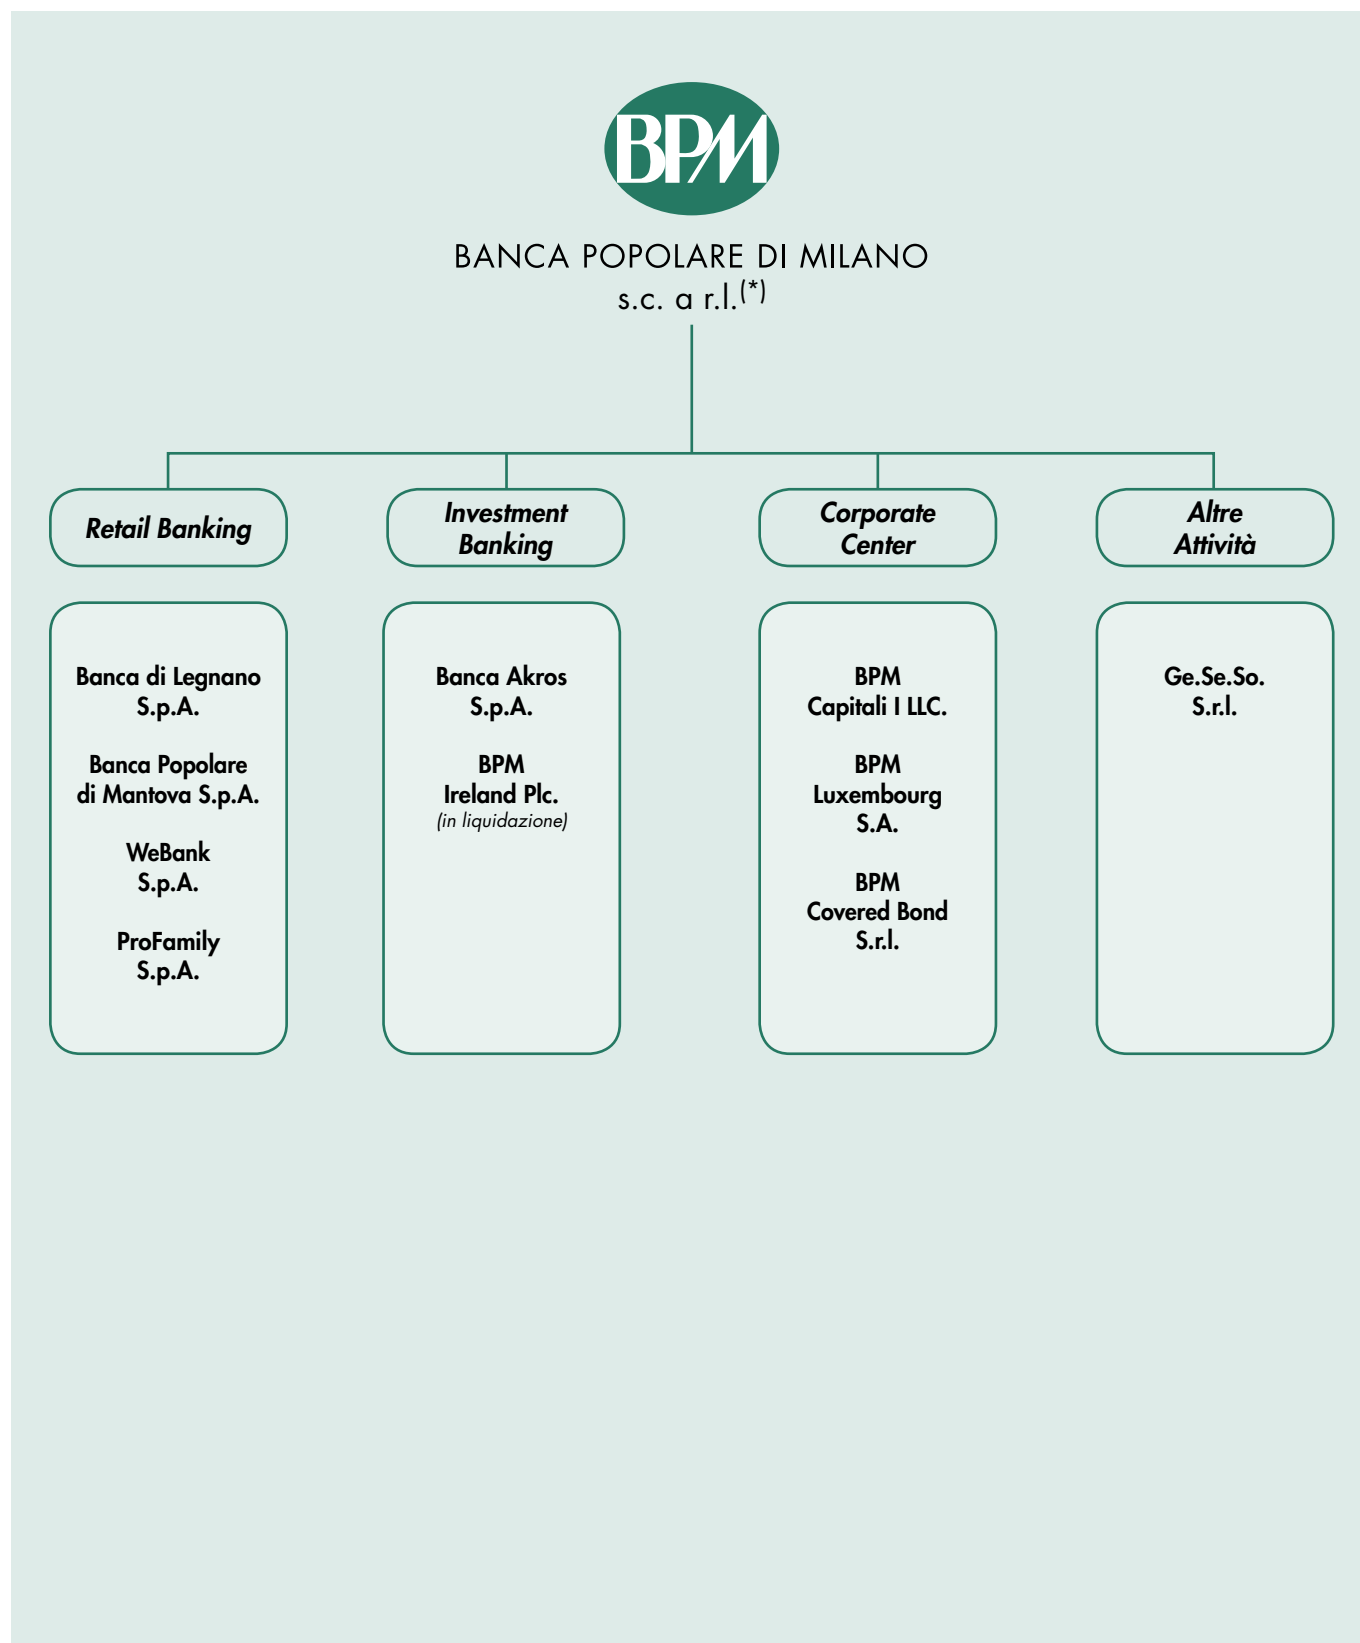 BPM
BANCA POPOLARE DI MILANO
s.c. a r.l.(*)
Retail Banking
Investment
Banking
Corporate
Center
Altre
Attività
Banca di Legnano
S.p.A.
Banca Popolare
di Mantova S.p.A.
WeBank
S.p.A.
ProFamily
S.p.A.
Banca Akros
S.p.A.
BPM
Ireland Plc.
(in liquidazione)
BPM
Capitali I LLC.
BPM
Luxembourg
S.A.
BPM
Covered Bond
S.r.l.
Ge.Se.So.
S.r.l.